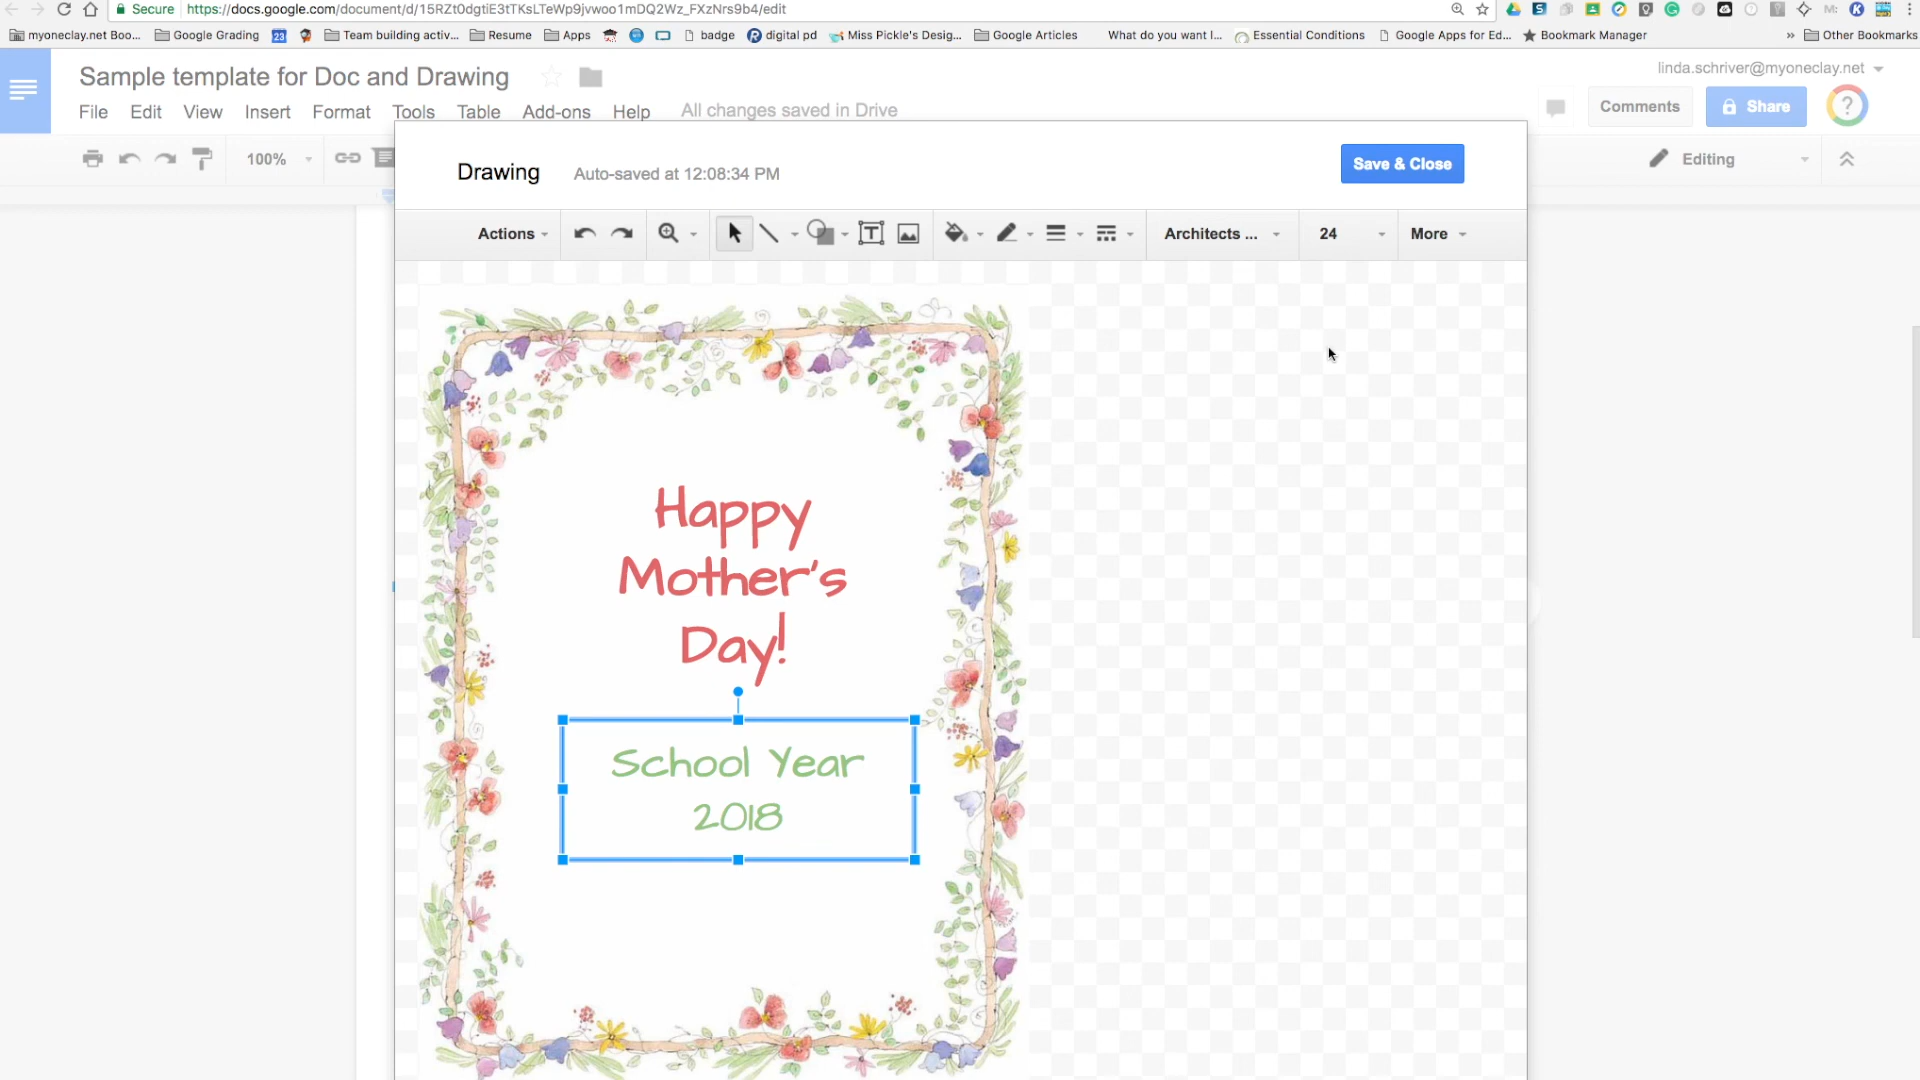 Secure https://docs.google.com/document/d/15RZt0dgtiE3tTKsLTeWp9jvwoo1mDQ2Wz_FXzNrs9b4/edit
myoneclay.net Boo... Google Grading 23 Team building activ... Resume Apps badge digital pd Miss Pickle's Desig... Google Articles What do you want I... Essential Conditions Google Apps for Ed... Bookmark Manager » Other Bookmarks
Sample template for Doc and Drawing
linda.schriver@myoneclay.net
File Edit View Insert Format Tools Table Add-ons Help All changes saved in Drive
Comments Share
100% Editing
Drawing Auto-saved at 12:08:34 PM Save & Close
Actions Architects ... 24 More
Happy
Mother's
Day!
School Year
2018